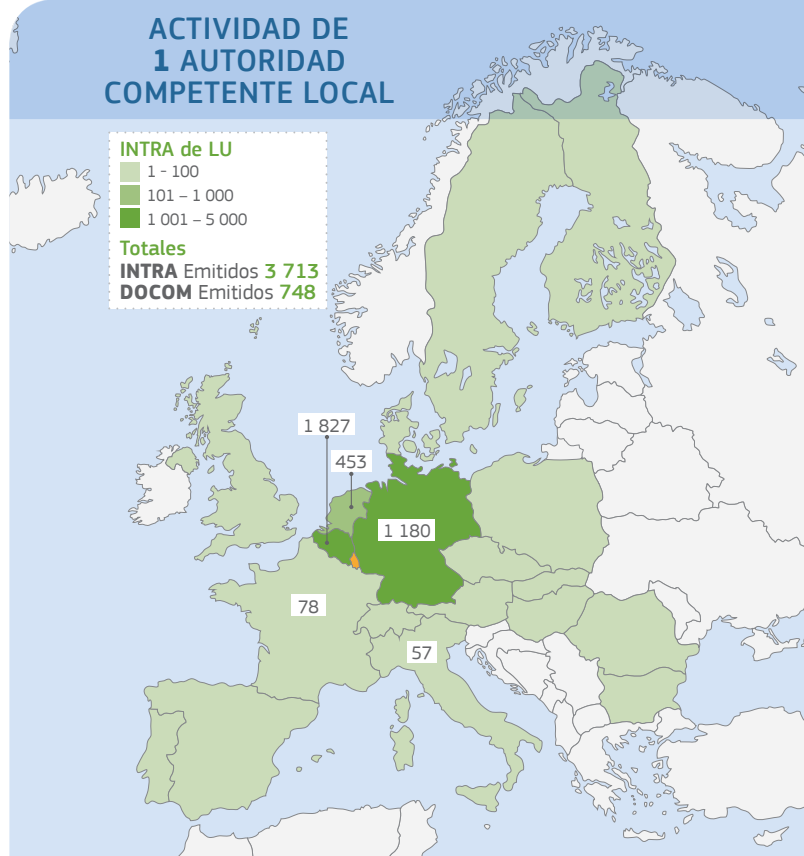 ACTIVIDAD DE
1 AUTORIDAD
COMPETENTE LOCAL
INTRA de LU
1 - 100
101 – 1 000
1 001 – 5 000
Totales
INTRA Emitidos 3 713
DOCOM Emitidos 748
1 827
453
1 180
78
57